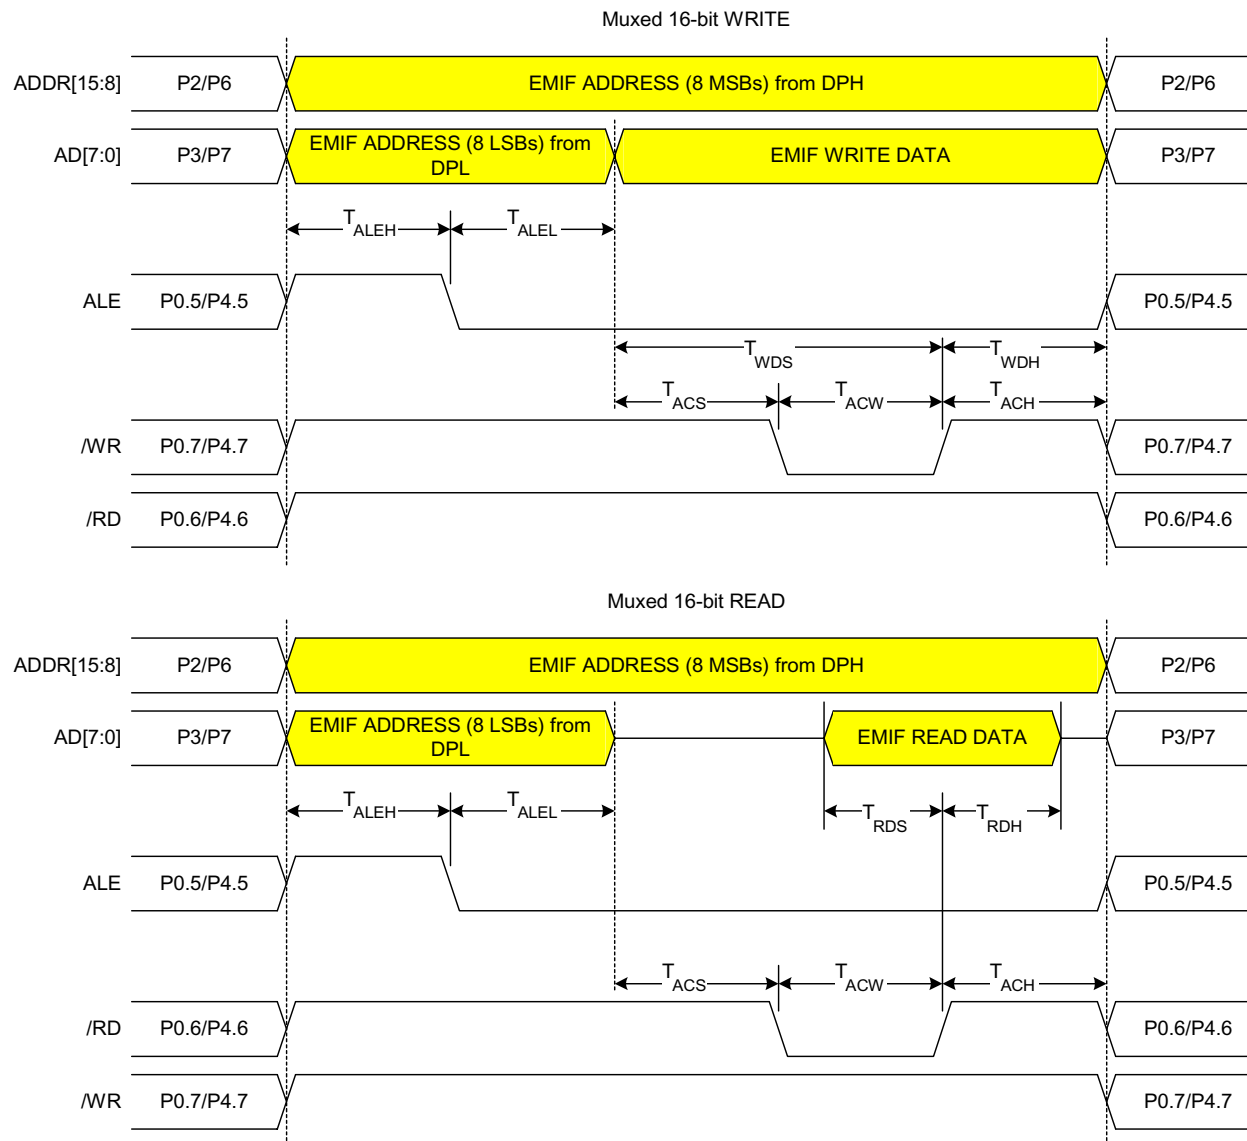 Muxed 16-bit WRITE
ADDR[15:8] P2/P6 EMIF ADDRESS (8 MSBs) from DPH P2/P6
AD[7:0] P3/P7 EMIF ADDRESS (8 LSBs) from DPL EMIF WRITE DATA P3/P7
TALEH TALEL
ALE P0.5/P4.5 P0.5/P4.5
TWDS TWDH
TACS TACW TACH
/WR P0.7/P4.7 P0.7/P4.7
/RD P0.6/P4.6 P0.6/P4.6
Muxed 16-bit READ
ADDR[15:8] P2/P6 EMIF ADDRESS (8 MSBs) from DPH P2/P6
AD[7:0] P3/P7 EMIF ADDRESS (8 LSBs) from DPL EMIF READ DATA P3/P7
TALEH TALEL TRDS TRDH
ALE P0.5/P4.5 P0.5/P4.5
TACS TACW TACH
/RD P0.6/P4.6 P0.6/P4.6
/WR P0.7/P4.7 P0.7/P4.7